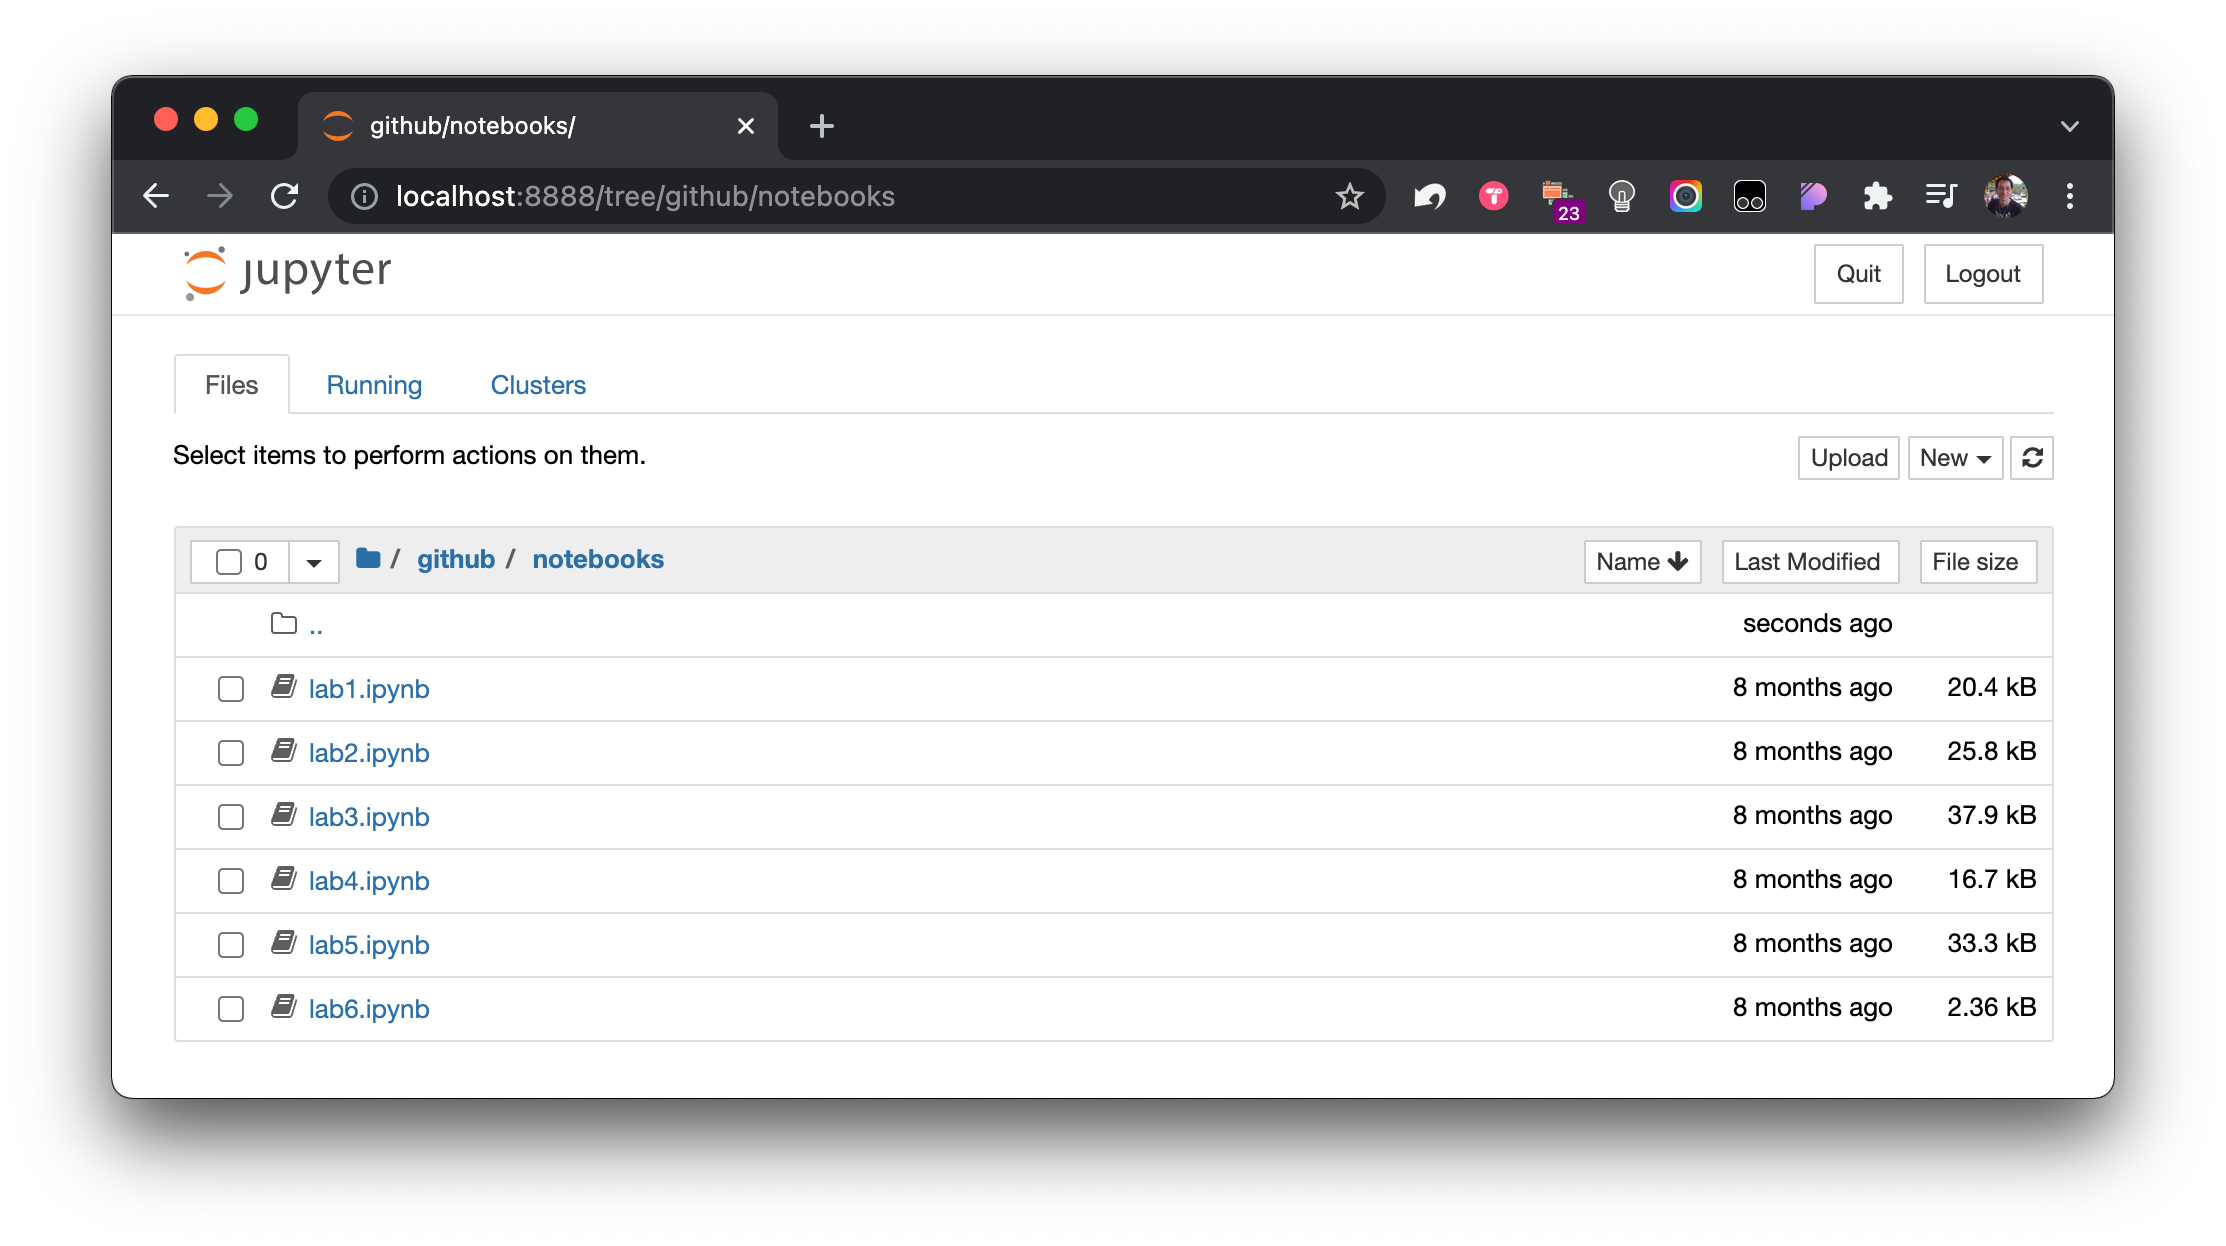 github/notebooks/
localhost:8888/tree/github/notebooks
23
jupyter
Quit Logout
Files Running Clusters
Select items to perform actions on them.
Upload New
0 / github / notebooks
Name Last Modified File size
.. seconds ago
lab1.ipynb 8 months ago 20.4 kB
lab2.ipynb 8 months ago 25.8 kB
lab3.ipynb 8 months ago 37.9 kB
lab4.ipynb 8 months ago 16.7 kB
lab5.ipynb 8 months ago 33.3 kB
lab6.ipynb 8 months ago 2.36 kB